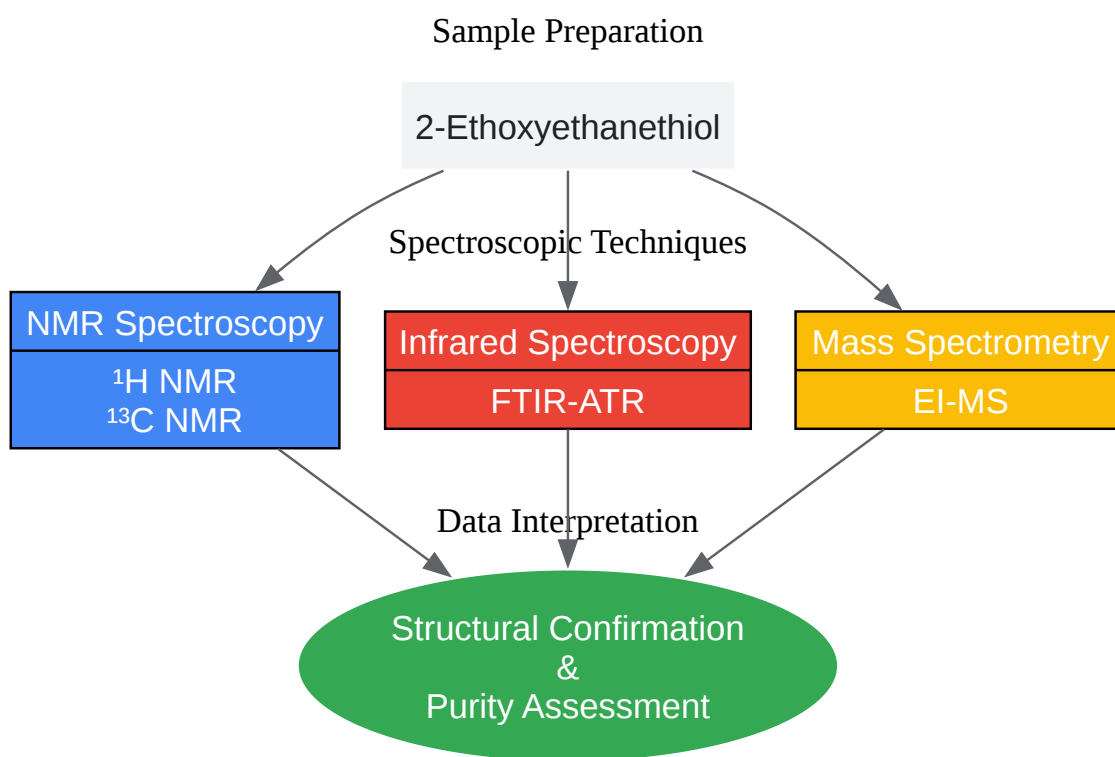 Sample Preparation
2-Ethoxyethanethiol
Spectroscopic Techniques
NMR Spectroscopy
¹H NMR
¹³C NMR
Infrared Spectroscopy
FTIR-ATR
Mass Spectrometry
EI-MS
Data Interpretation
Structural Confirmation
&
Purity Assessment